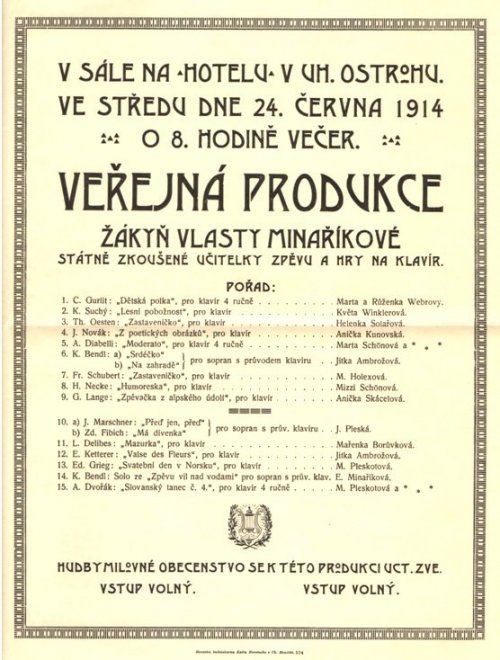 V SÁLE NA HOTELU V UH. OSTROHU.
VE STŘEDU DNE 24. ČERVNA 1914
O 8. HODINĚ VEČER.
VEŘEJNÁ PRODUKCE
ŽÁKYŇ VLASTY MINAŘÍKOVÉ
STÁTNĚ ZKOUŠENÉ UČITELKY ZPĚVU A HRY NA KLAVÍR.
POŘAD:
1. C. Gurlit: „Dětská polka“, pro klavír 4 ručně . . . . . . . . Marta a Růženka Webrovy.
2. K. Suchý: „Lesní pobožnost“, pro klavír . . . . . . . . Květa Winklerová.
3. Th. Oesten: „Zastaveníčko“, pro klavír . . . . . . . . Helenka Solařová.
4. J. Novák: „Z poetických obrázků“, pro klavír . . . . . . . . Anička Kunovská.
5. A. Diabelli: „Moderato“, pro klavír 4 ručně . . . . . . . . Marta Schönová a * * *
6. K. Bendl: a) „Srdéčko“
b) „Na zahradě“ } pro sopran s průvodem klavíru . . Jitka Ambrožová.
7. Fr. Schubert: „Zastaveníčko“, pro klavír . . . . . . . . M. Holexová.
8. H. Necke: „Humoreska“, pro klavír . . . . . . . . Mizzi Schönová.
9. G. Lange: „Zpěvačka z alpského údolí“, pro klavír . . . . . . . . Anička Skácelová.
10. a) J. Marschner: „Přeď jen, přeď“
b) Zd. Fibich: „Má divenka“ } pro sopran s prův. klavíru . . J. Pleská.
11. L. Delibes: „Mazurka“, pro klavír . . . . . . . . Mařenka Borůvková.
12. E. Ketterer: „Valse des Fleurs“, pro klavír . . . . . . . . Jitka Ambrožová.
13. Ed. Grieg: „Svatební den v Norsku“, pro klavír . . . . . . . . M. Pleskotová.
14. K. Bendl: Solo ze „Zpěvu vil nad vodami“ pro sopran s prův. klav. E. Minaříková.
15. A. Dvořák: „Slovanský tanec č. 4.“, pro klavír 4 ručně . . . . M. Pleskotová a * * *
HUDBYMILOVNÉ OBECENSTVO SE K TÉTO PRODUKCI UCT. ZVE.
VSTUP VOLNÝ. VSTUP VOLNÝ.